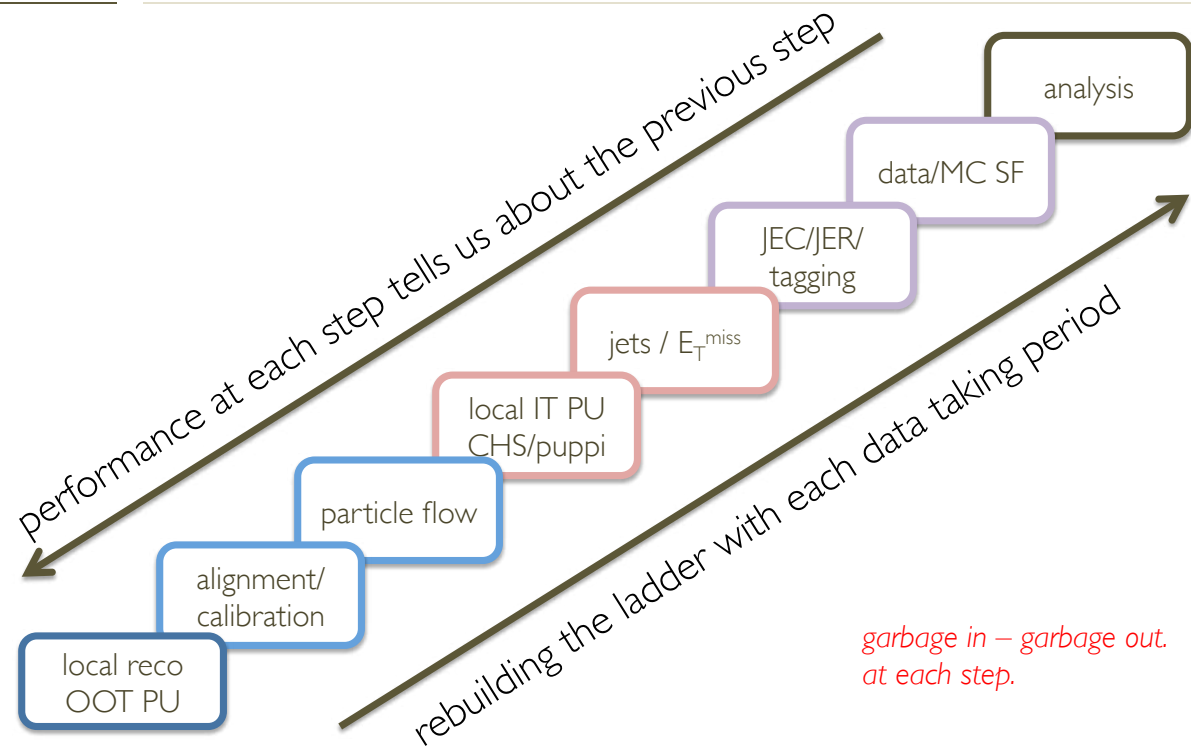 performance at each step tells us about the previous step
analysis
data/MC SF
JEC/JER/
tagging
jets / E_T^miss
local IT PU
CHS/puppi
particle flow
alignment/
calibration
local reco
OOT PU
rebuilding the ladder with each data taking period
garbage in – garbage out.
at each step.